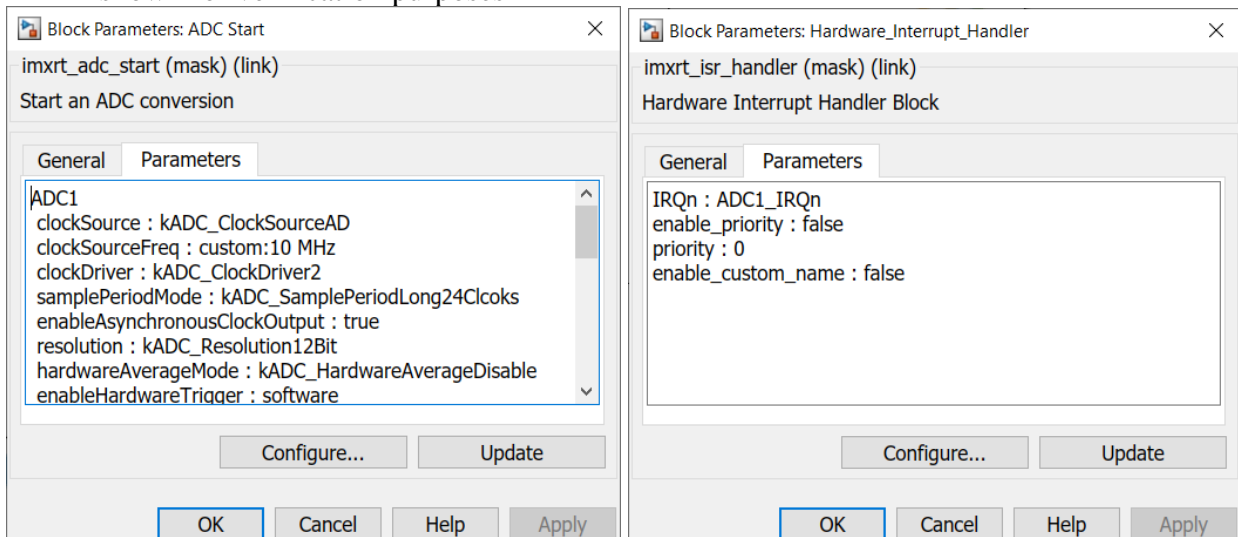 Block Parameters: ADC Start
imxrt_adc_start (mask) (link)
Start an ADC conversion
General Parameters
ADC1
clockSource : kADC_ClockSourceAD
clockSourceFreq : custom:10 MHz
clockDriver : kADC_ClockDriver2
samplePeriodMode : kADC_SamplePeriodLong24Clcoks
enableAsynchronousClockOutput : true
resolution : kADC_Resolution12Bit
hardwareAverageMode : kADC_HardwareAverageDisable
enableHardwareTrigger : software
Configure... Update
OK Cancel Help Apply
Block Parameters: Hardware_Interrupt_Handler
imxrt_isr_handler (mask) (link)
Hardware Interrupt Handler Block
General Parameters
IRQn : ADC1_IRQn
enable_priority : false
priority : 0
enable_custom_name : false
Configure... Update
OK Cancel Help Apply